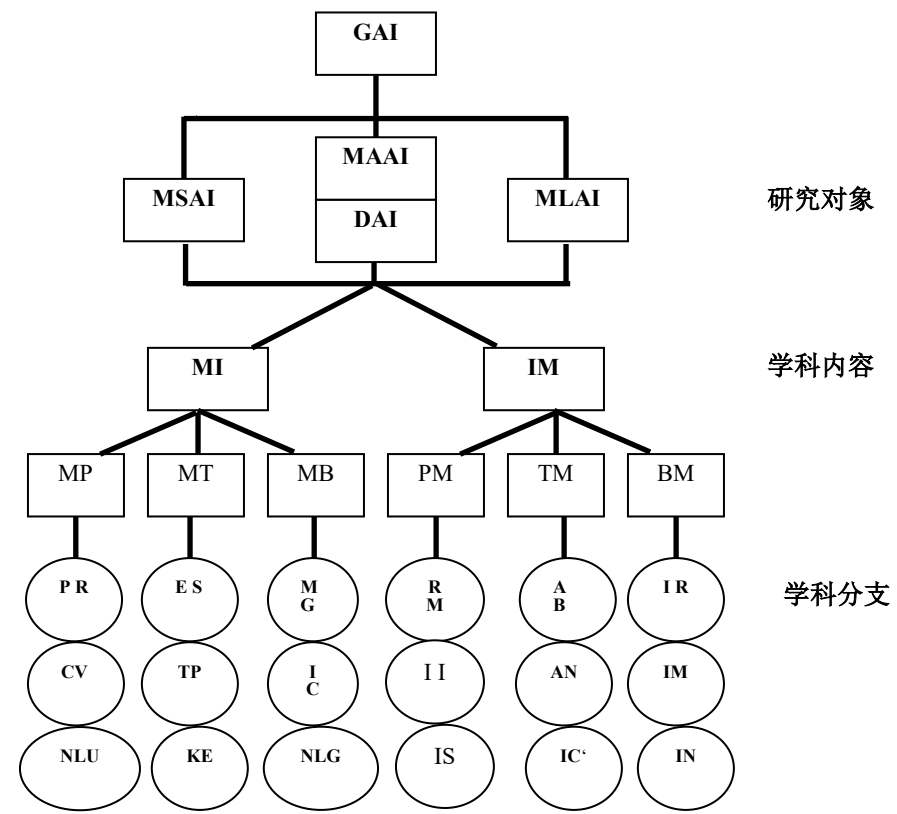 GAI
MAAI
MSAI
DAI
MLAI
研究对象
MI
IM
学科内容
MP
MT
MB
PM
TM
BM
P R
E S
M
G
R
M
A
B
I R
学科分支
CV
TP
I
C
I I
AN
IM
NLU
KE
NLG
IS
IC‘
IN